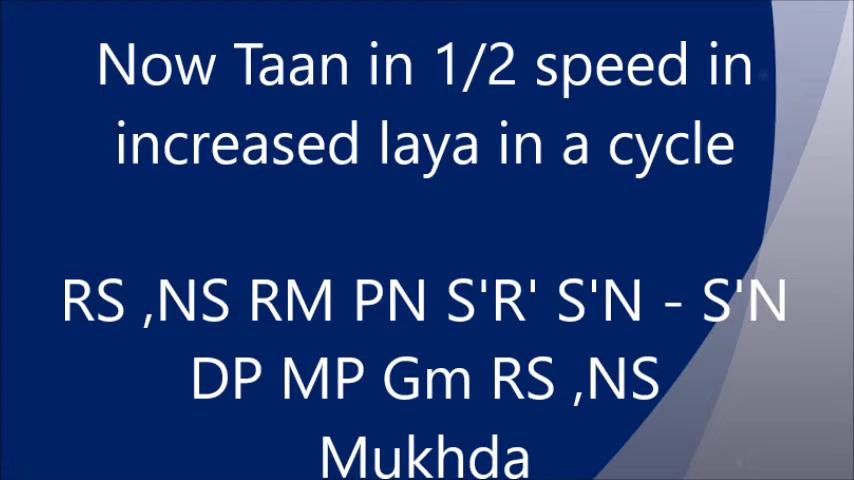 Now Taan in 1/2 speed in
increased laya in a cycle
RS ,NS RM PN S'R' S'N - S'N
DP MP Gm RS ,NS
Mukhda